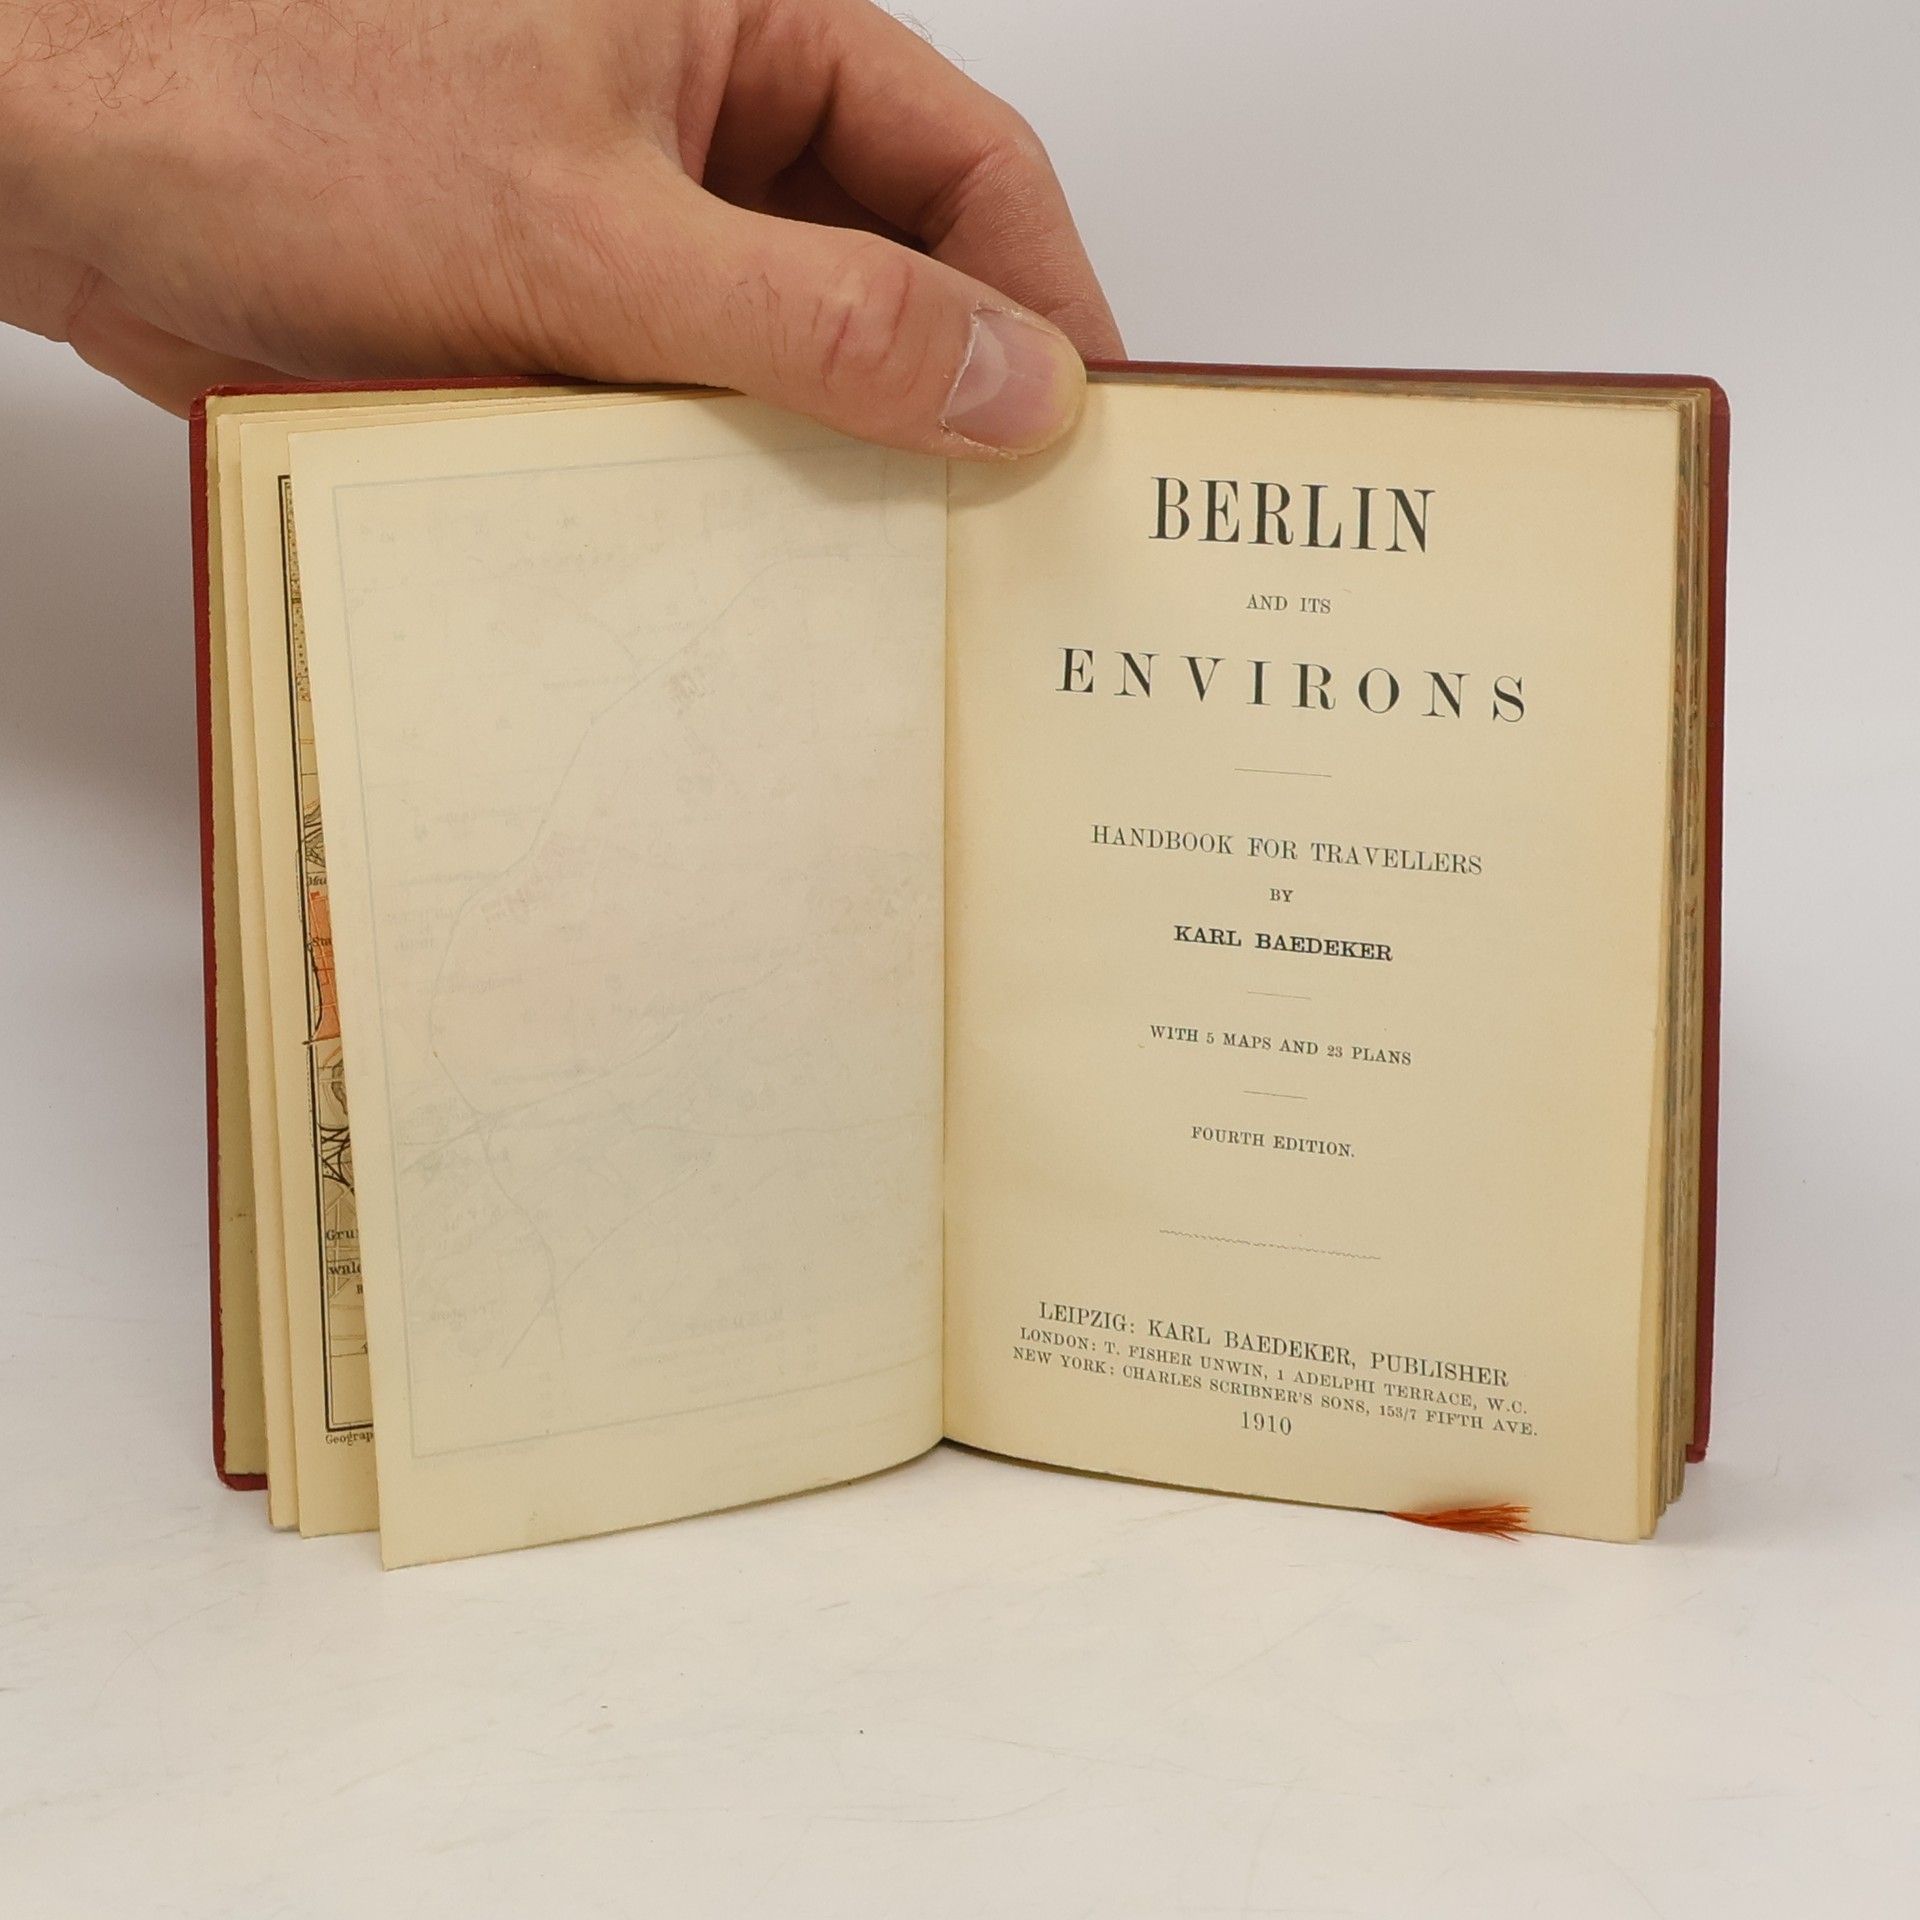 BERLIN
AND ITS
ENVIRONS
HANDBOOK FOR TRAVELLERS
BY
KARL BAEDEKER
WITH 5 MAPS AND 23 PLANS
FOURTH EDITION.
LEIPZIG: KARL BAEDEKER, PUBLISHER
LONDON: T. FISHER UNWIN, 1 ADELPHI TERRACE, W.C.
NEW YORK: CHARLES SCRIBNER'S SONS, 153/7 FIFTH AVE.
1910